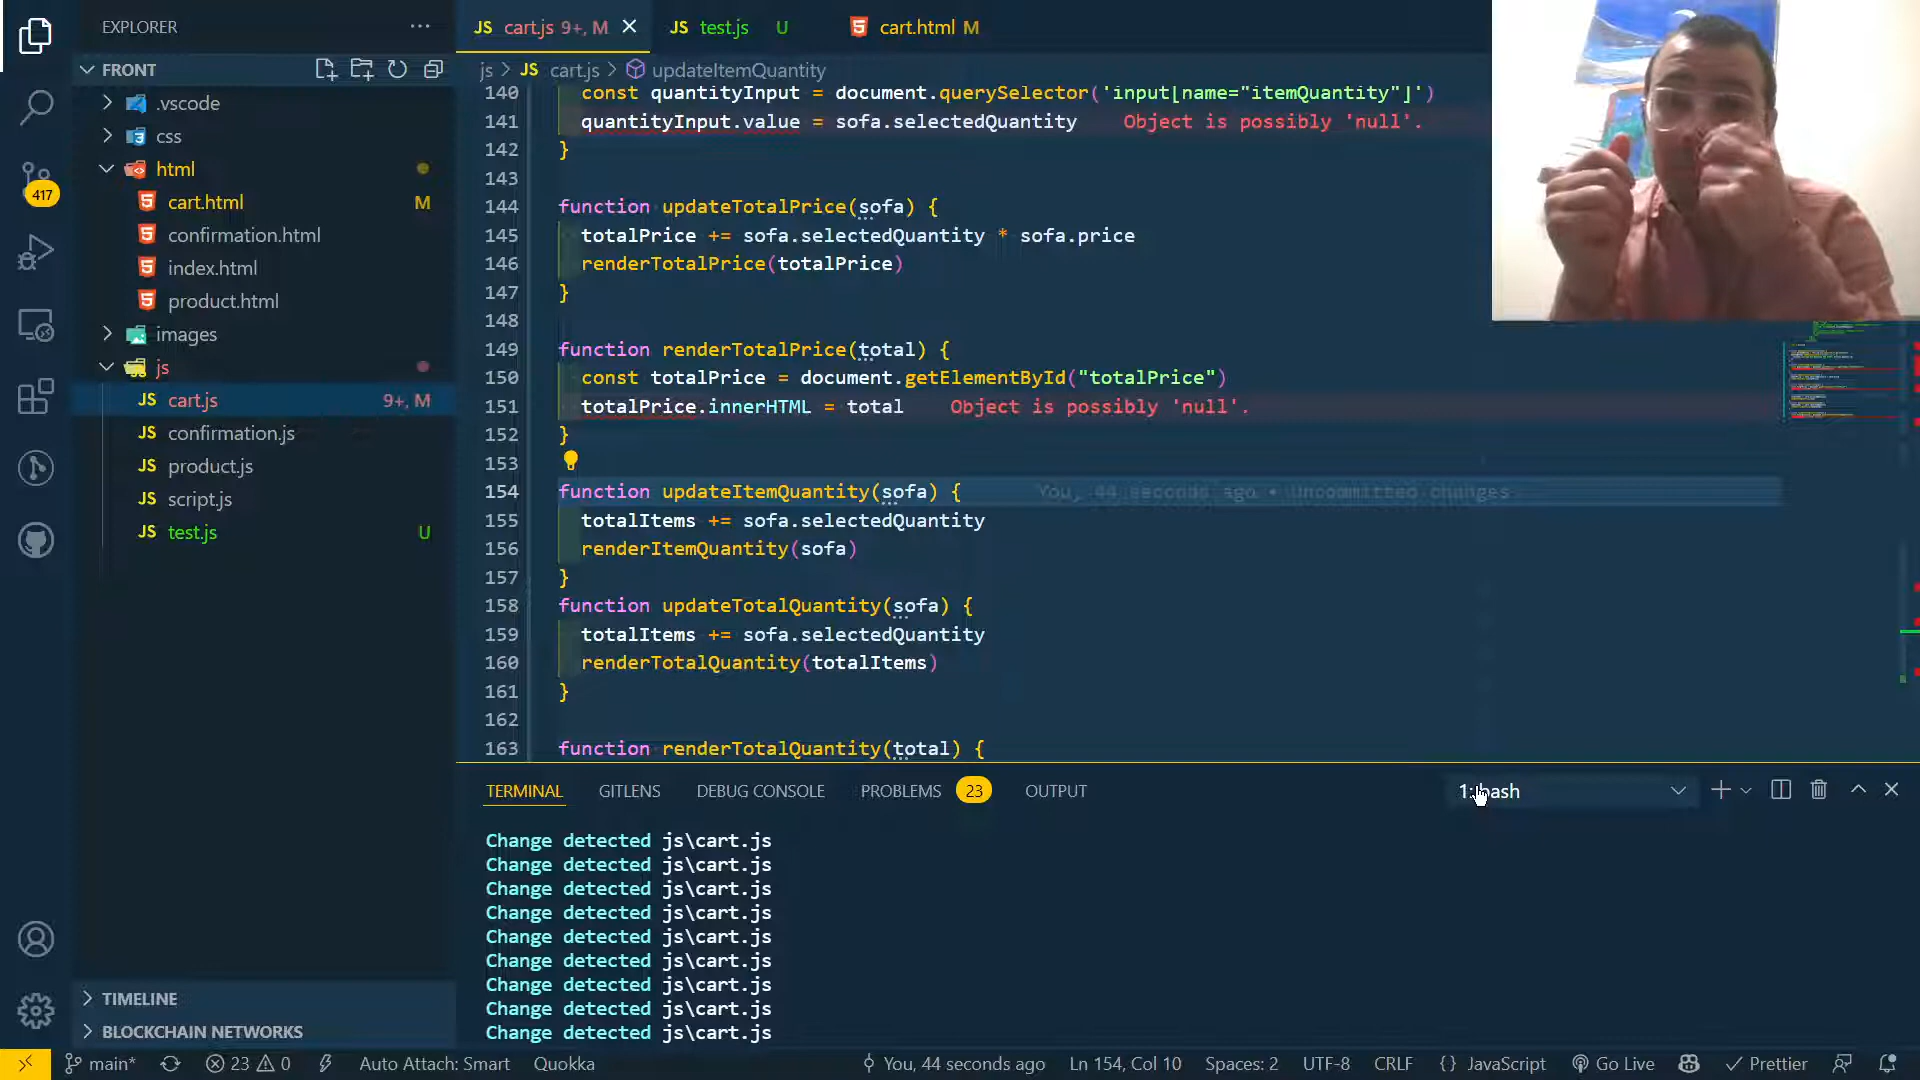 EXPLORER
FRONT
.vscode
css
html
cart.html M
confirmation.html
index.html
product.html
images
js
cart.js 9+, M
confirmation.js
product.js
script.js
test.js U
TIMELINE
BLOCKCHAIN NETWORKS
417
JS cart.js 9+, M JS test.js U cart.html M
js > JS cart.js > updateItemQuantity
140 const quantityInput = document.querySelector('input[name="itemQuantity"]')
141 quantityInput.value = sofa.selectedQuantity Object is possibly 'null'.
142 }
143
144 function updateTotalPrice(sofa) {
145 totalPrice += sofa.selectedQuantity * sofa.price
146 renderTotalPrice(totalPrice)
147 }
148
149 function renderTotalPrice(total) {
150 const totalPrice = document.getElementById("totalPrice")
151 totalPrice.innerHTML = total Object is possibly 'null'.
152 }
153
154 function updateItemQuantity(sofa) { You, 44 seconds ago • Uncommitted changes
155 totalItems += sofa.selectedQuantity
156 renderItemQuantity(sofa)
157 }
158 function updateTotalQuantity(sofa) {
159 totalItems += sofa.selectedQuantity
160 renderTotalQuantity(totalItems)
161 }
162
163 function renderTotalQuantity(total) {
TERMINAL GITLENS DEBUG CONSOLE PROBLEMS 23 OUTPUT 1: bash
Change detected js\cart.js
Change detected js\cart.js
Change detected js\cart.js
Change detected js\cart.js
Change detected js\cart.js
Change detected js\cart.js
Change detected js\cart.js
Change detected js\cart.js
Change detected js\cart.js
main* 23 0 Auto Attach: Smart Quokka You, 44 seconds ago Ln 154, Col 10 Spaces: 2 UTF-8 CRLF {} JavaScript Go Live Prettier